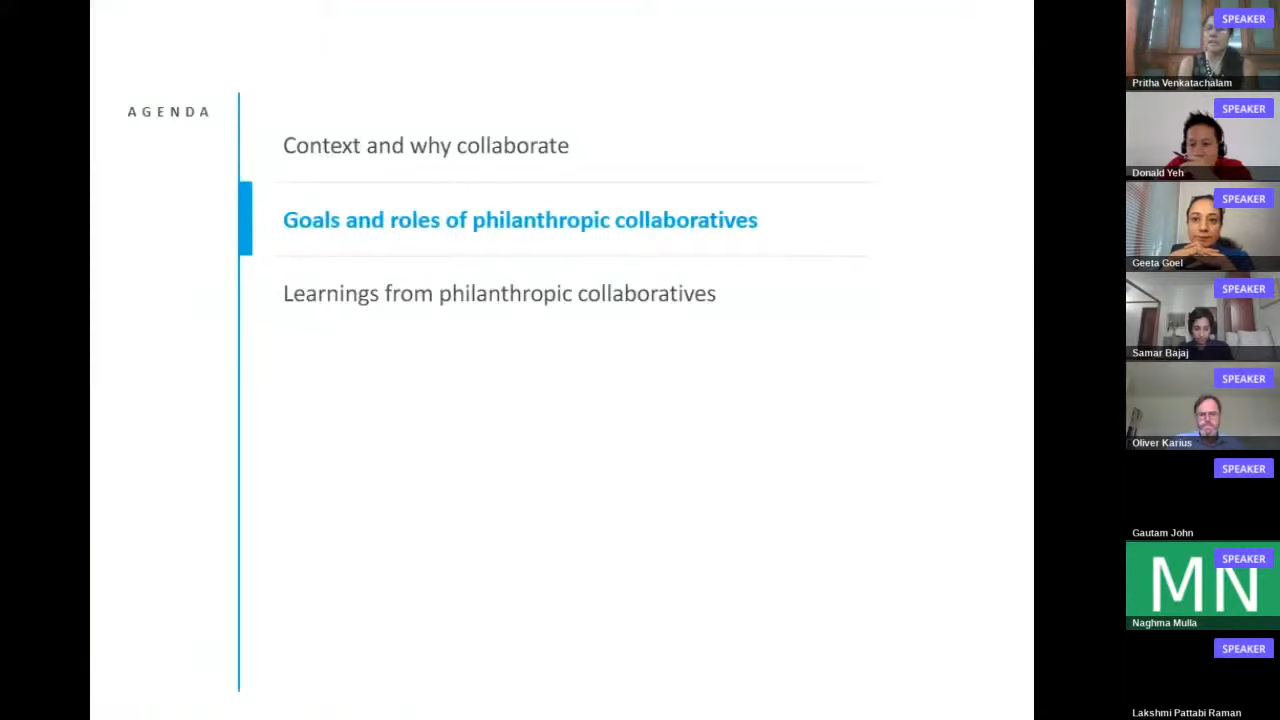 AGENDA
Context and why collaborate
Goals and roles of philanthropic collaboratives
Learnings from philanthropic collaboratives
SPEAKER
Pritha Venkatachalam
SPEAKER
Donald Yeh
SPEAKER
Geeta Goel
SPEAKER
Samar Bajaj
SPEAKER
Oliver Karius
SPEAKER
Gautam John
SPEAKER
MN
Naghma Mulla
SPEAKER
Lakshmi Pattabi Raman